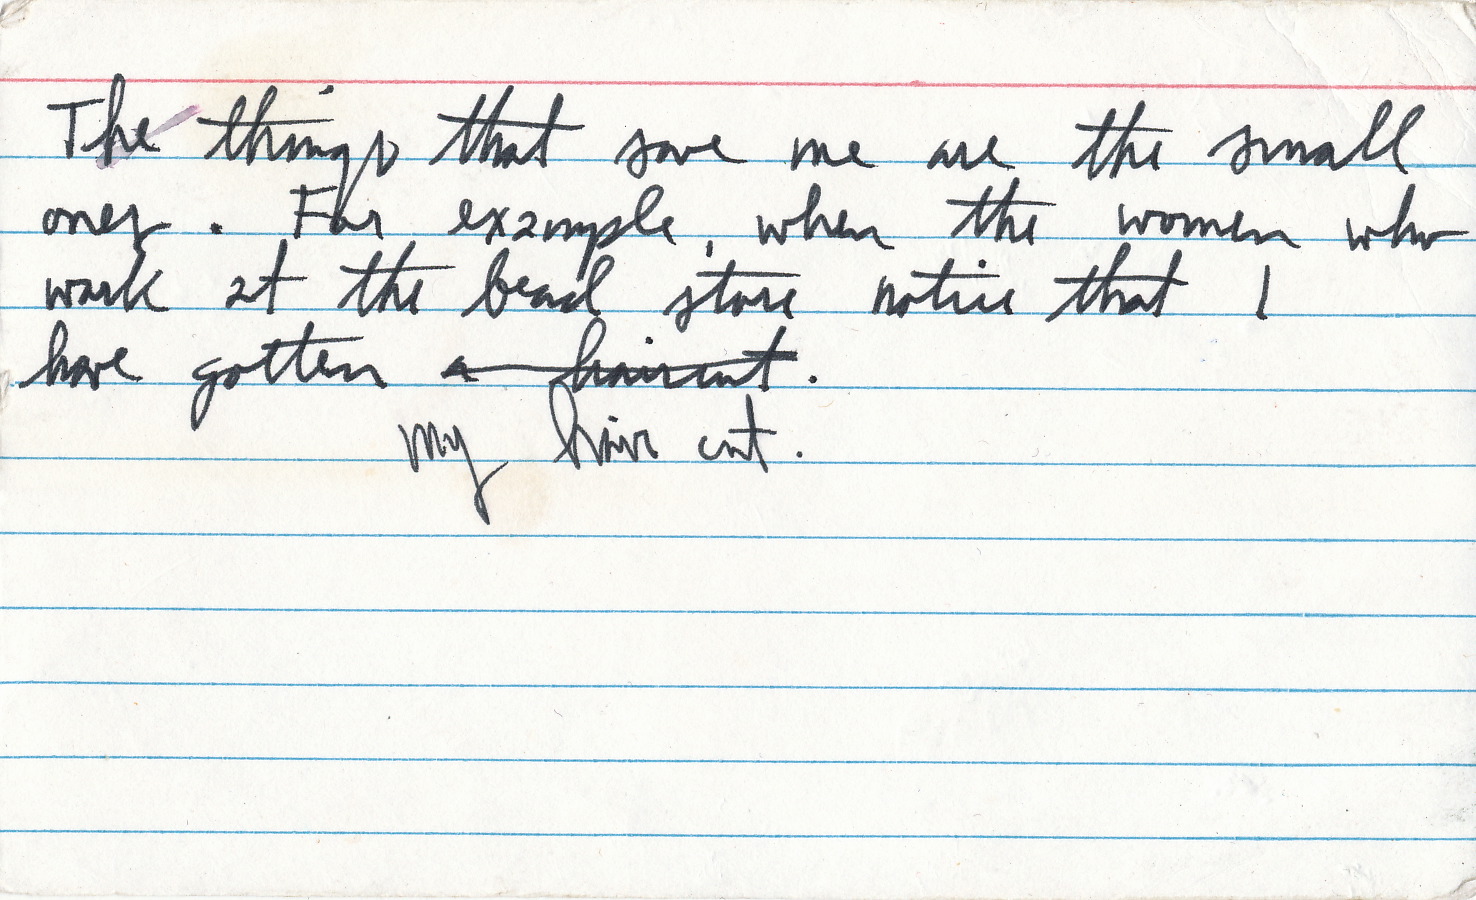 The things that save me are the small
ones. For example, when the women who
work at the bead store notice that I
have gotten a haircut.
my hair cut.